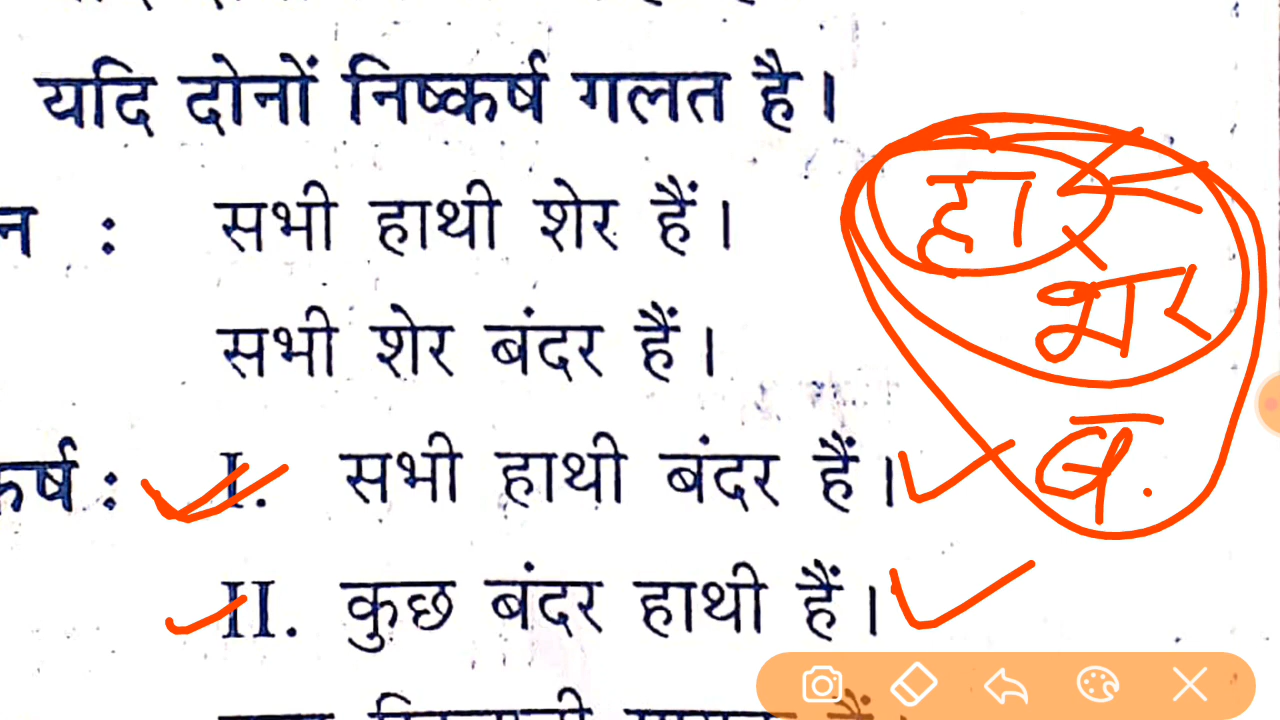 यदि दोनों निष्कर्ष गलत है।
न : सभी हाथी शेर हैं।
हा
सभी शेर बंदर हैं।
र्ष : I. सभी हाथी बंदर हैं।
ब.
II. कुछ बंदर हाथी हैं।